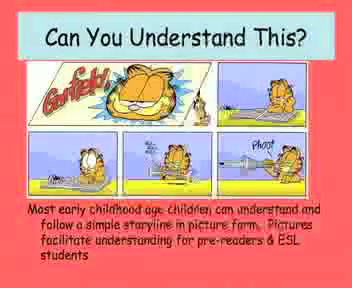 Can You Understand This?
Garfield
Phoot
Most early childhood age children can understand and
follow a simple storyline in picture form. Pictures
facilitate understanding for pre-readers & ESL
students